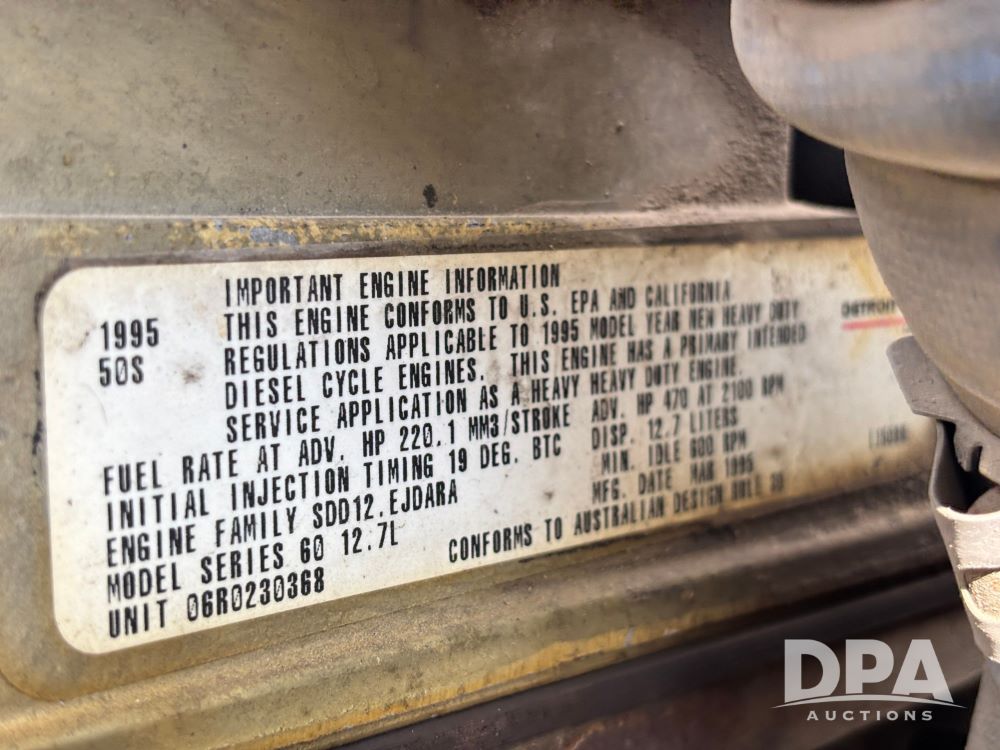 IMPORTANT ENGINE INFORMATION
1995 THIS ENGINE CONFORMS TO U.S. EPA AND CALIFORNIA
50S REGULATIONS APPLICABLE TO 1995 MODEL YEAR NEW HEAVY DUTY
DIESEL CYCLE ENGINES. THIS ENGINE HAS A PRIMARY INTENDED
SERVICE APPLICATION AS A HEAVY HEAVY DUTY ENGINE.
FUEL RATE AT ADV. HP 220.1 MM3/STROKE ADV. HP 470 AT 2100 RPM
INITIAL INJECTION TIMING 19 DEG. BTC DISP. 12.7 LITERS
ENGINE FAMILY SDD12.EJDARA MIN. IDLE 600 RPM
MODEL SERIES 60 12.7L MFG. DATE MAR 1995
UNIT 06R0230368 CONFORMS TO AUSTRALIAN DESIGN RULE 30
DETROIT
DPA
AUCTIONS